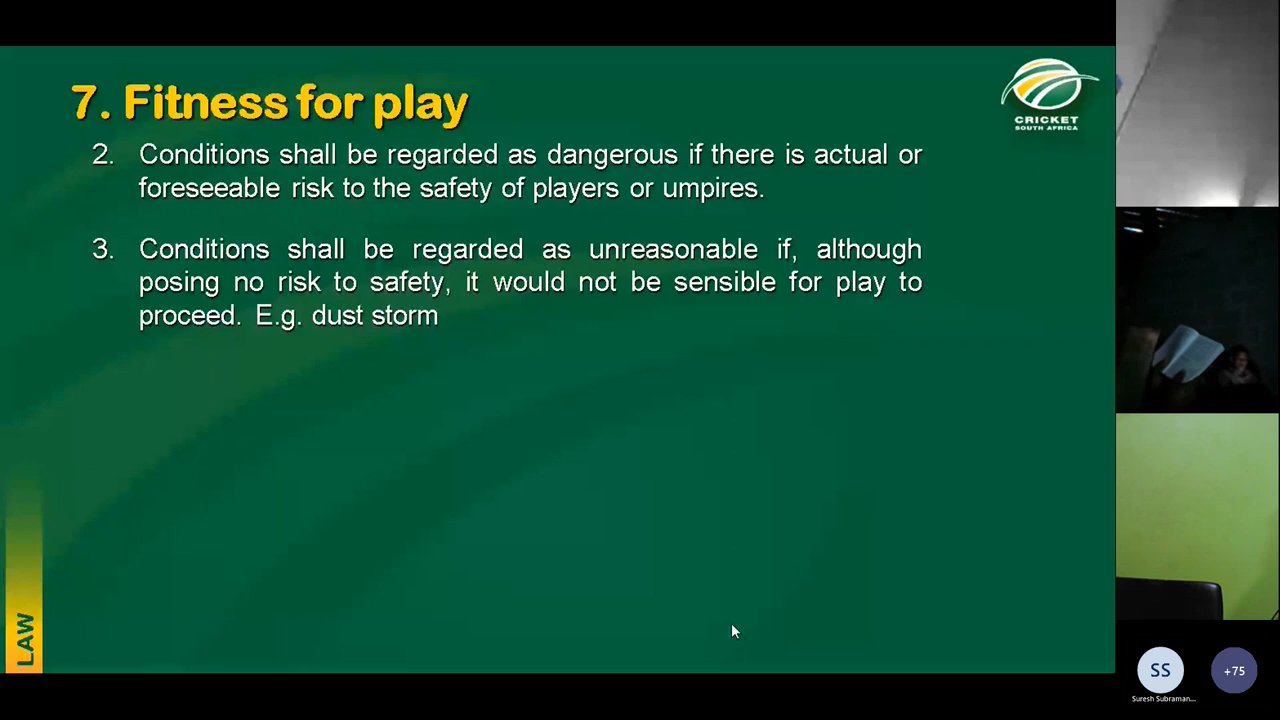 7. Fitness for play
CRICKET
SOUTH AFRICA
2. Conditions shall be regarded as dangerous if there is actual or
foreseeable risk to the safety of players or umpires.
3. Conditions shall be regarded as unreasonable if, although
posing no risk to safety, it would not be sensible for play to
proceed. E.g. dust storm
LAW
SS
+75
Suresh Subraman...